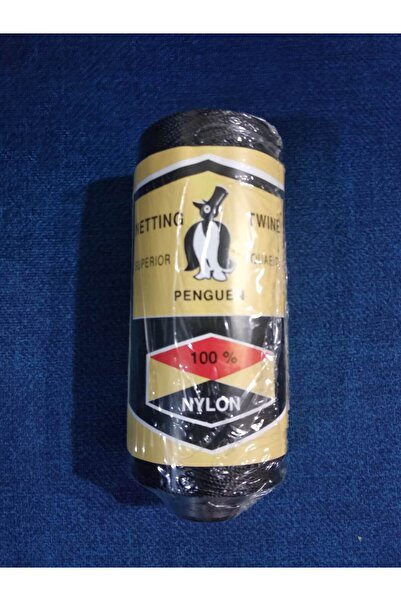 NETTING TWINE
SUPERIOR QUALITY
PENGUEN
100 %
NYLON